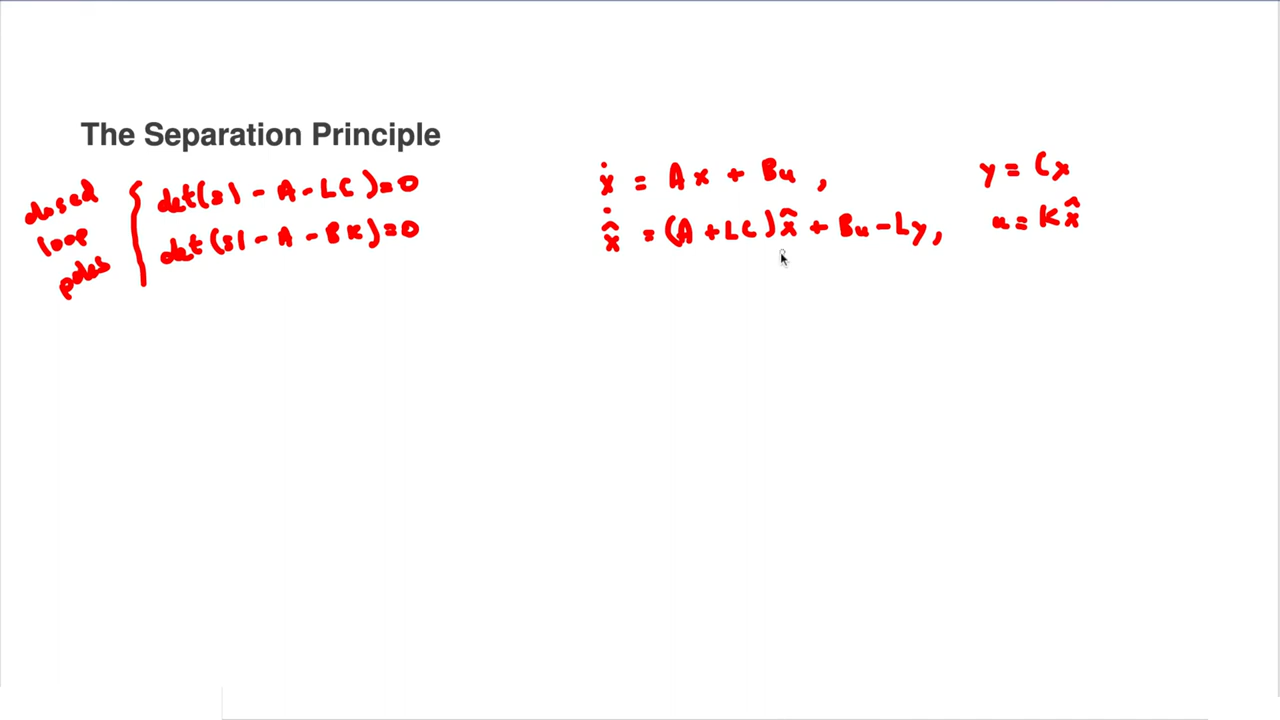 The Separation Principle
closed loop poles { det(sI - A - LC) = 0
det(sI - A - BK) = 0
ẋ = Ax + Bu , y = Cx
x̂̇ = (A + LC)x̂ + Bu - Ly, u = Kx̂